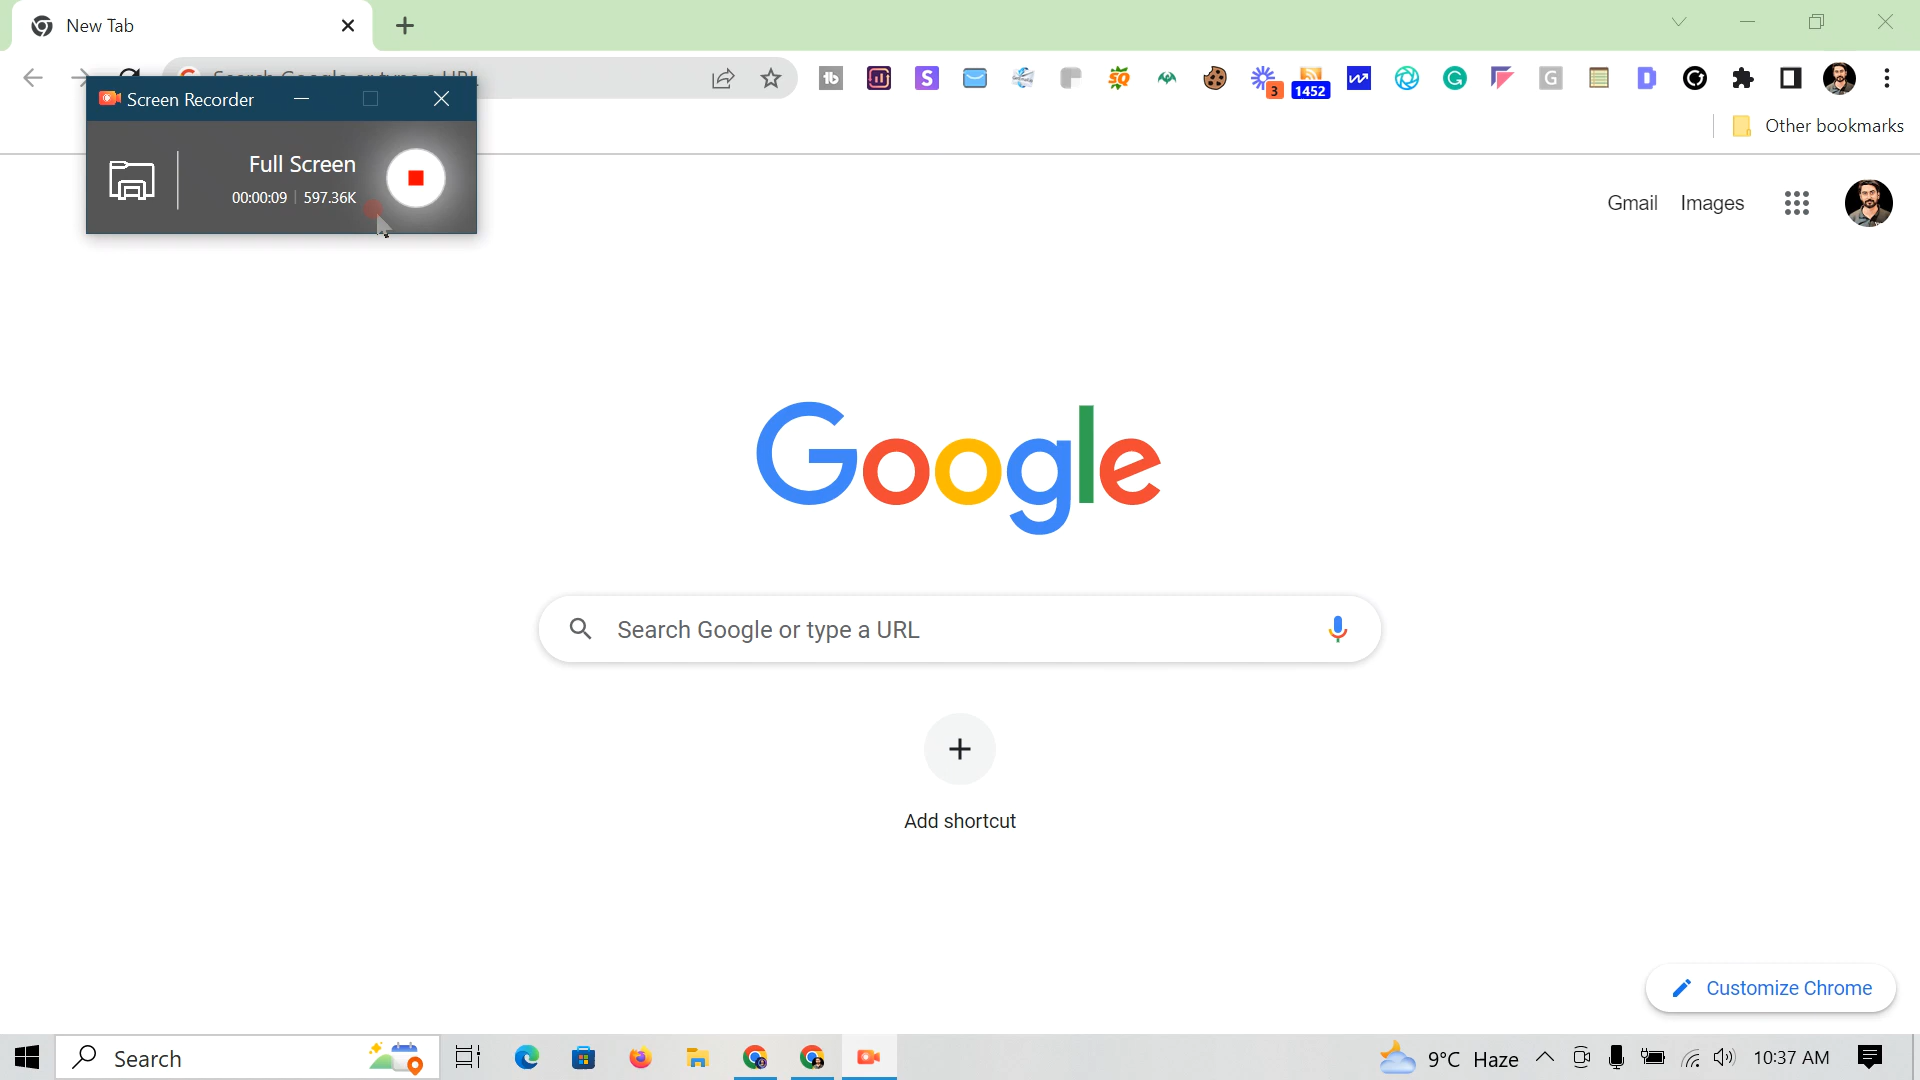 New Tab
Screen Recorder
Full Screen
00:00:09 | 597.36K
3
1452
Other bookmarks
Gmail Images
Google
Search Google or type a URL
Add shortcut
Customize Chrome
Search
9°C Haze
10:37 AM